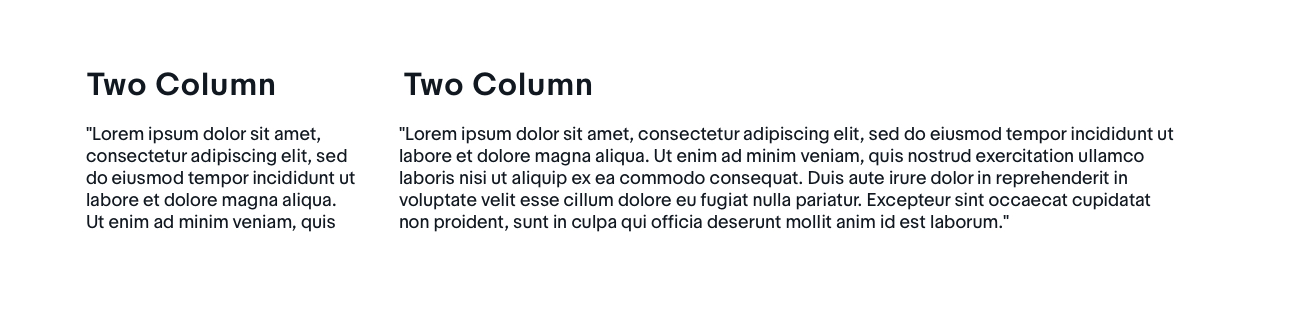 Two Column
"Lorem ipsum dolor sit amet,
consectetur adipiscing elit, sed
do eiusmod tempor incididunt ut
labore et dolore magna aliqua.
Ut enim ad minim veniam, quis
Two Column
"Lorem ipsum dolor sit amet, consectetur adipiscing elit, sed do eiusmod tempor incididunt ut
labore et dolore magna aliqua. Ut enim ad minim veniam, quis nostrud exercitation ullamco
laboris nisi ut aliquip ex ea commodo consequat. Duis aute irure dolor in reprehenderit in
voluptate velit esse cillum dolore eu fugiat nulla pariatur. Excepteur sint occaecat cupidatat
non proident, sunt in culpa qui officia deserunt mollit anim id est laborum."